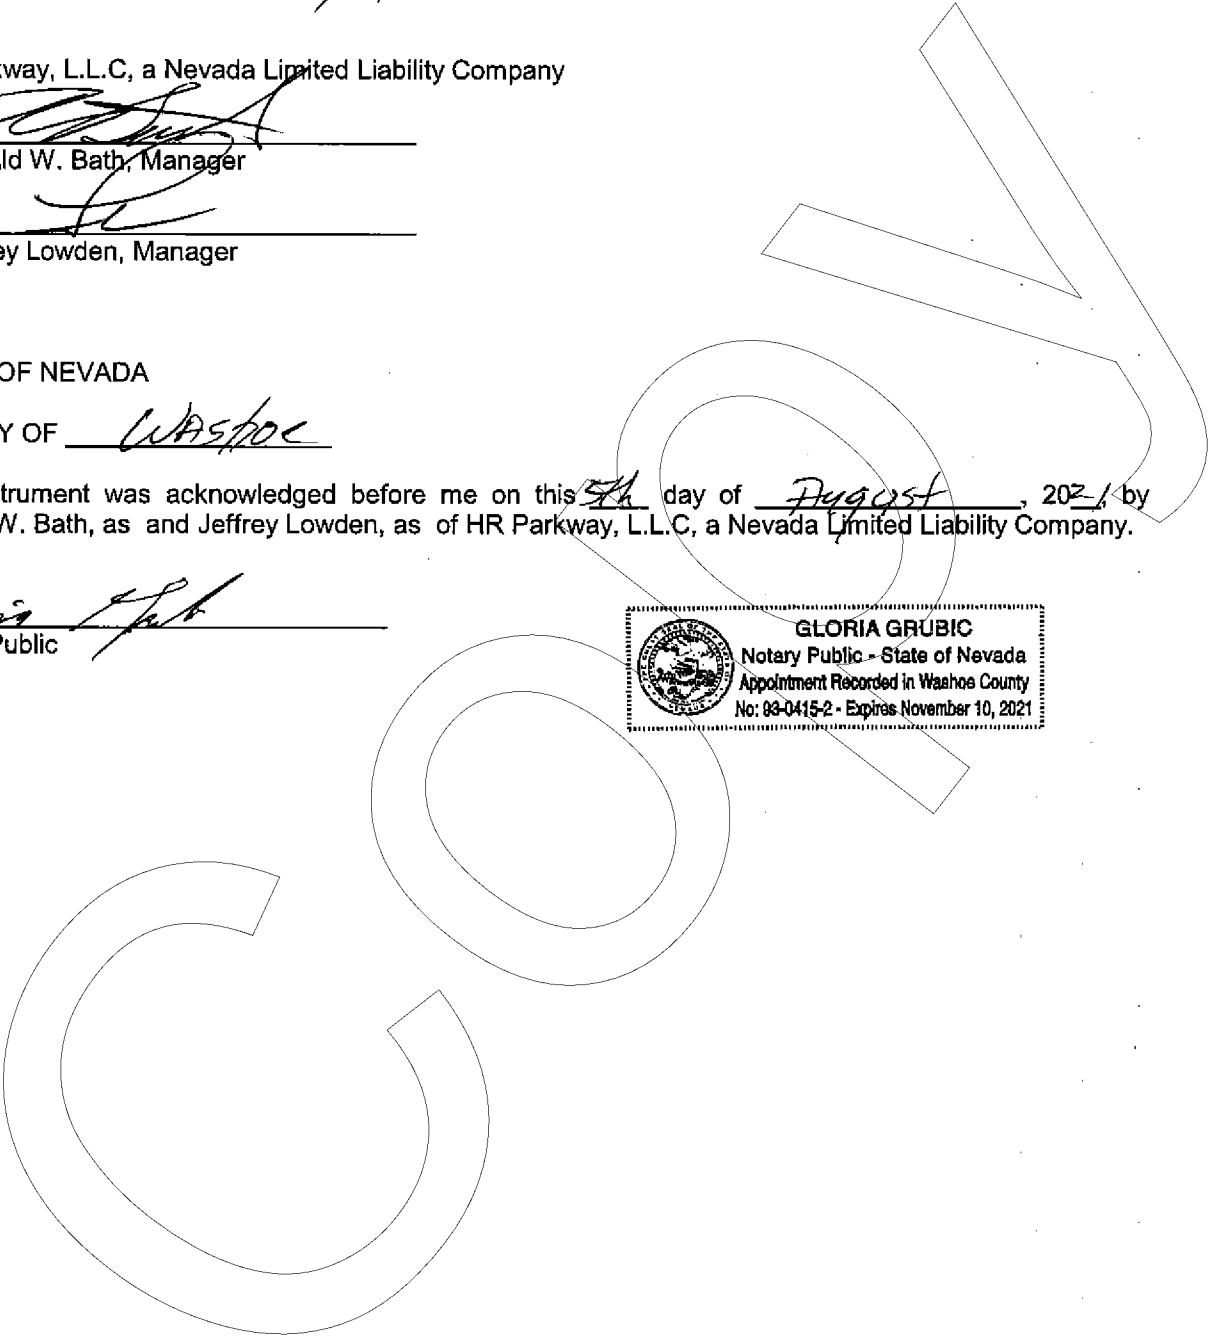 way, L.L.C, a Nevada Limited Liability Company
ld W. Bath, Manager
ey Lowden, Manager
OF NEVADA
Y OF Washoe
trument was acknowledged before me on this 5th day of August, 2021, by
W. Bath, as and Jeffrey Lowden, as of HR Parkway, L.L.C, a Nevada Limited Liability Company.
Public
GLORIA GRUBIC
Notary Public - State of Nevada
Appointment Recorded in Washoe County
No: 93-0415-2 - Expires November 10, 2021
Copy